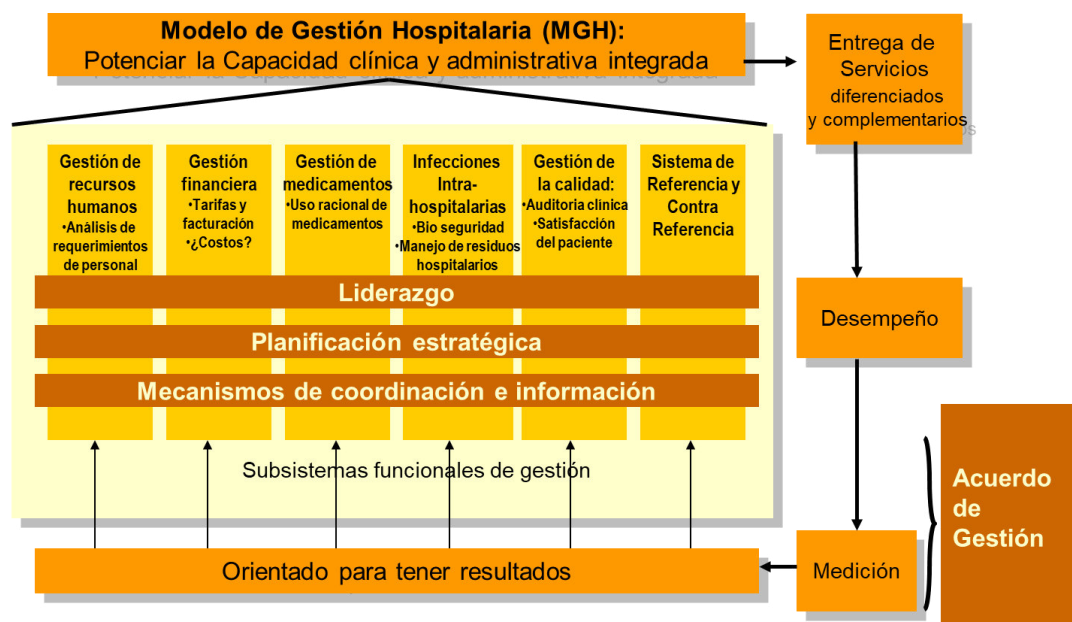 Modelo de Gestión Hospitalaria (MGH):
Potenciar la Capacidad clínica y administrativa integrada
Entrega de
Servicios
diferenciados
y complementarios
Gestión de
recursos
humanos
•Análisis de
requerimientos
de personal
Gestión
financiera
•Tarifas y
facturación
•¿Costos?
Gestión de
medicamentos
•Uso racional de
medicamentos
Infecciones
Intra-
hospitalarias
•Bio seguridad
•Manejo de residuos
hospitalarios
Gestión de
la calidad:
•Auditoria clínica
•Satisfacción
del paciente
Sistema de
Referencia y
Contra
Referencia
Liderazgo
Planificación estratégica
Mecanismos de coordinación e información
Subsistemas funcionales de gestión
Desempeño
Acuerdo
de
Gestión
Medición
Orientado para tener resultados